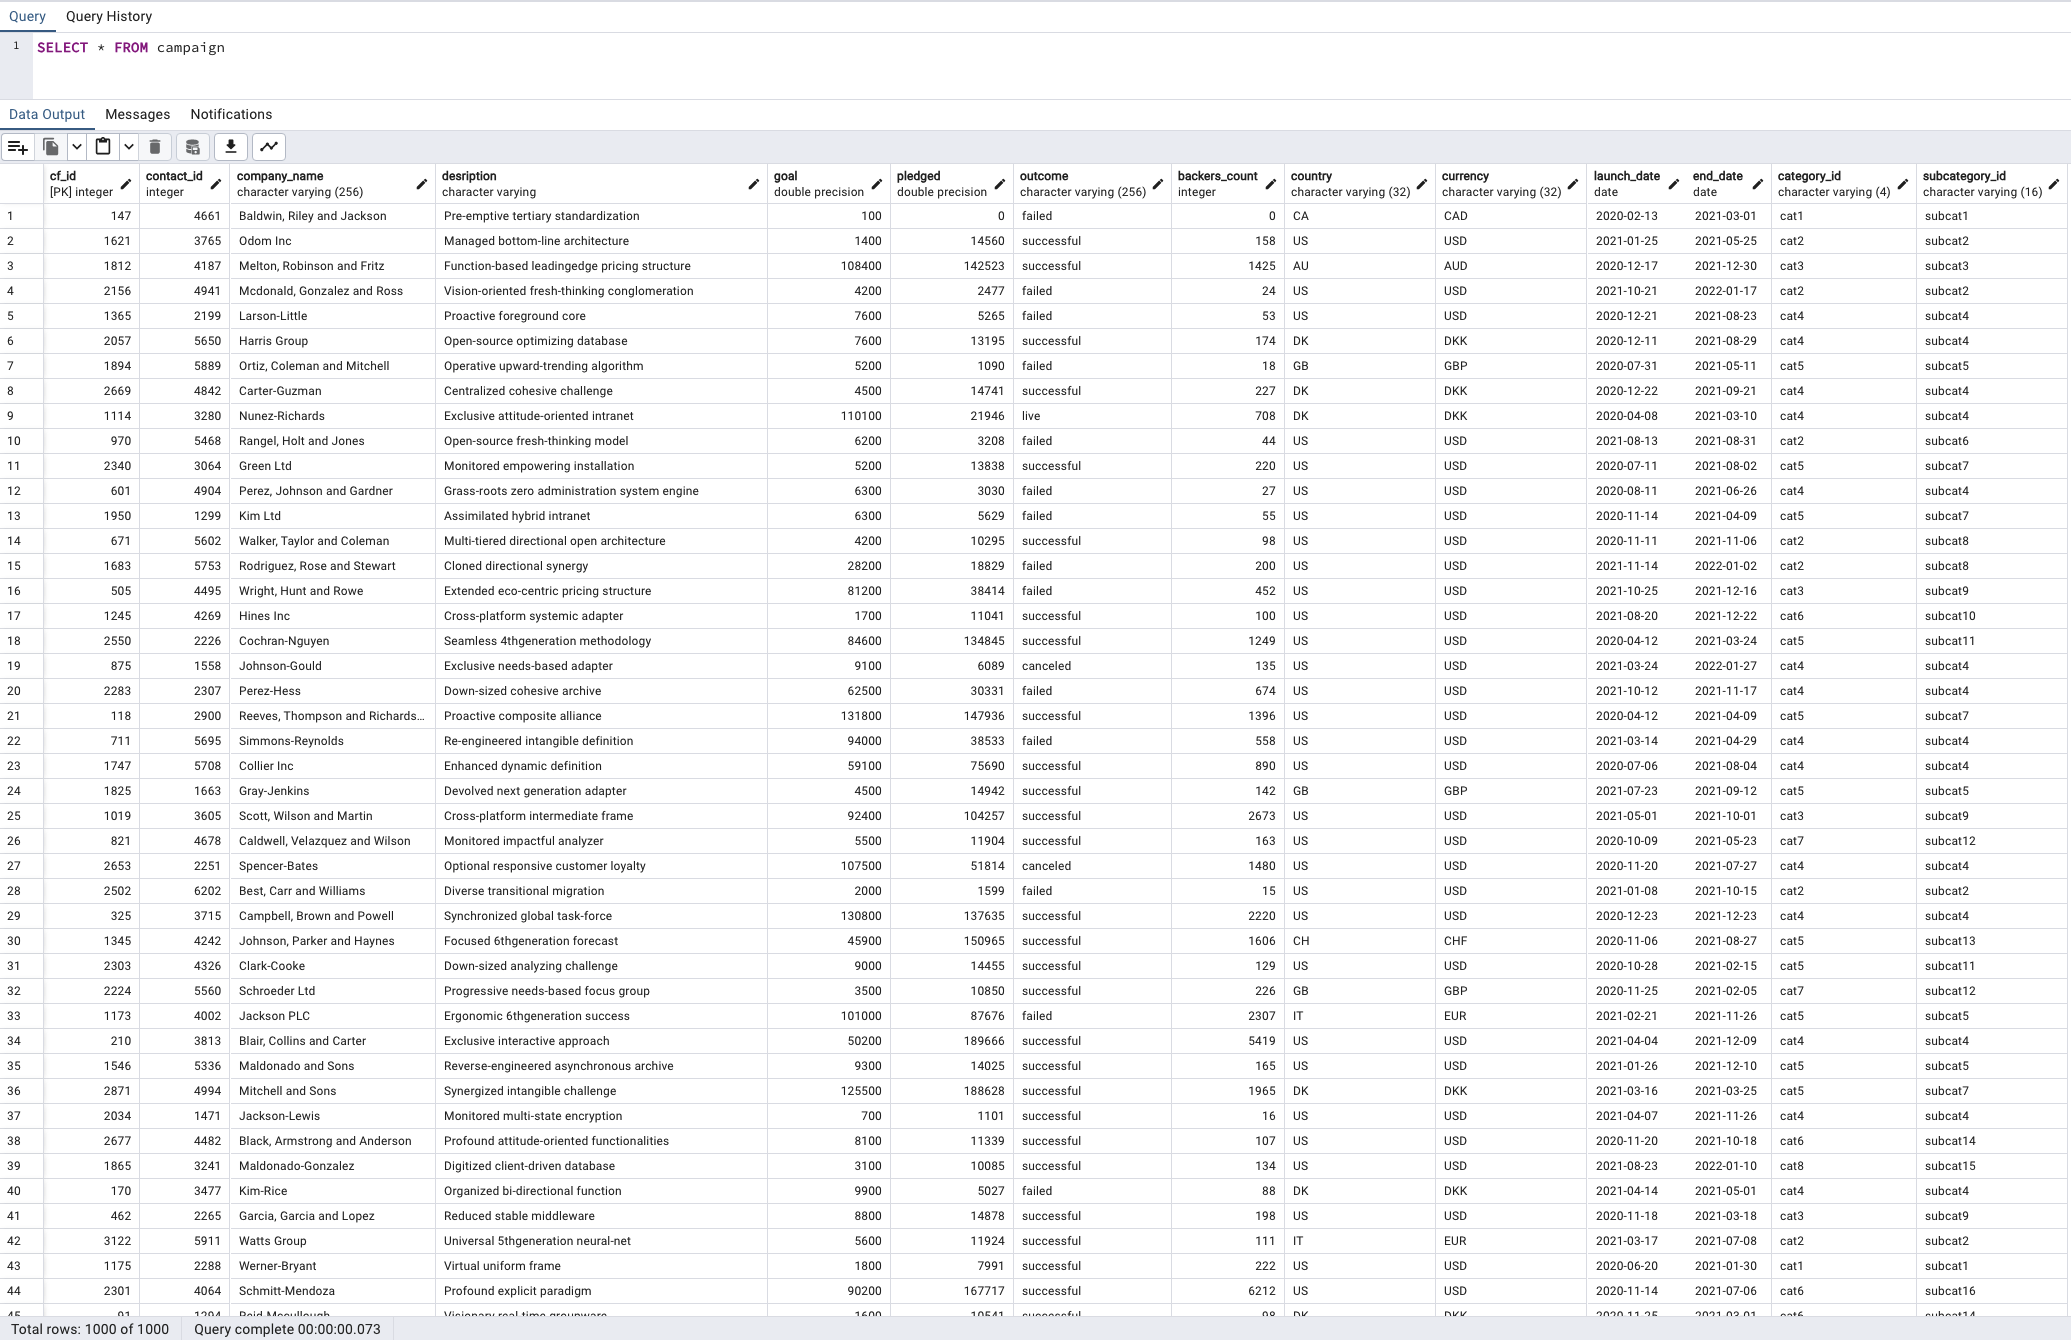 Query Query History
1 SELECT * FROM campaign
Data Output Messages Notifications
cf_id contact_id company_name desription goal pledged outcome backers_count country currency launch_date end_date category_id subcategory_id
[PK] integer integer character varying (256) character varying double precision double precision character varying (256) integer character varying (32) character varying (32) date date character varying (4) character varying (16)
1 147 4661 Baldwin, Riley and Jackson Pre-emptive tertiary standardization 100 0 failed 0 CA CAD 2020-02-13 2021-03-01 cat1 subcat1
2 1621 3765 Odom Inc Managed bottom-line architecture 1400 14560 successful 158 US USD 2021-01-25 2021-05-25 cat2 subcat2
3 1812 4187 Melton, Robinson and Fritz Function-based leadingedge pricing structure 108400 142523 successful 1425 AU AUD 2020-12-17 2021-12-30 cat3 subcat3
4 2156 4941 Mcdonald, Gonzalez and Ross Vision-oriented fresh-thinking conglomeration 4200 2477 failed 24 US USD 2021-10-21 2022-01-17 cat2 subcat2
5 1365 2199 Larson-Little Proactive foreground core 7600 5265 failed 53 US USD 2020-12-21 2021-08-23 cat4 subcat4
6 2057 5650 Harris Group Open-source optimizing database 7600 13195 successful 174 DK DKK 2020-12-11 2021-08-29 cat4 subcat4
7 1894 5889 Ortiz, Coleman and Mitchell Operative upward-trending algorithm 5200 1090 failed 18 GB GBP 2020-07-31 2021-05-11 cat5 subcat5
8 2669 4842 Carter-Guzman Centralized cohesive challenge 4500 14741 successful 227 DK DKK 2020-12-22 2021-09-21 cat4 subcat4
9 1114 3280 Nunez-Richards Exclusive attitude-oriented intranet 110100 21946 live 708 DK DKK 2020-04-08 2021-03-10 cat4 subcat4
10 970 5468 Rangel, Holt and Jones Open-source fresh-thinking model 6200 3208 failed 44 US USD 2021-08-13 2021-08-31 cat2 subcat6
11 2340 3064 Green Ltd Monitored empowering installation 5200 13838 successful 220 US USD 2020-07-11 2021-08-02 cat5 subcat7
12 601 4904 Perez, Johnson and Gardner Grass-roots zero administration system engine 6300 3030 failed 27 US USD 2020-08-11 2021-06-26 cat4 subcat4
13 1950 1299 Kim Ltd Assimilated hybrid intranet 6300 5629 failed 55 US USD 2020-11-14 2021-04-09 cat5 subcat7
14 671 5602 Walker, Taylor and Coleman Multi-tiered directional open architecture 4200 10295 successful 98 US USD 2020-11-11 2021-11-06 cat2 subcat8
15 1683 5753 Rodriguez, Rose and Stewart Cloned directional synergy 28200 18829 failed 200 US USD 2021-11-14 2022-01-02 cat2 subcat8
16 505 4495 Wright, Hunt and Rowe Extended eco-centric pricing structure 81200 38414 failed 452 US USD 2021-10-25 2021-12-16 cat3 subcat9
17 1245 4269 Hines Inc Cross-platform systemic adapter 1700 11041 successful 100 US USD 2021-08-20 2021-12-22 cat6 subcat10
18 2550 2226 Cochran-Nguyen Seamless 4thgeneration methodology 84600 134845 successful 1249 US USD 2020-04-12 2021-03-24 cat5 subcat11
19 875 1558 Johnson-Gould Exclusive needs-based adapter 9100 6089 canceled 135 US USD 2021-03-24 2022-01-27 cat4 subcat4
20 2283 2307 Perez-Hess Down-sized cohesive archive 62500 30331 failed 674 US USD 2021-10-12 2021-11-17 cat4 subcat4
21 118 2900 Reeves, Thompson and Richards... Proactive composite alliance 131800 147936 successful 1396 US USD 2020-04-12 2021-04-09 cat5 subcat7
22 711 5695 Simmons-Reynolds Re-engineered intangible definition 94000 38533 failed 558 US USD 2021-03-14 2021-04-29 cat4 subcat4
23 1747 5708 Collier Inc Enhanced dynamic definition 59100 75690 successful 890 US USD 2020-07-06 2021-08-04 cat4 subcat4
24 1825 1663 Gray-Jenkins Devolved next generation adapter 4500 14942 successful 142 GB GBP 2021-07-23 2021-09-12 cat5 subcat5
25 1019 3605 Scott, Wilson and Martin Cross-platform intermediate frame 92400 104257 successful 2673 US USD 2021-05-01 2021-10-01 cat3 subcat9
26 821 4678 Caldwell, Velazquez and Wilson Monitored impactful analyzer 5500 11904 successful 163 US USD 2020-10-09 2021-05-23 cat7 subcat12
27 2653 2251 Spencer-Bates Optional responsive customer loyalty 107500 51814 canceled 1480 US USD 2020-11-20 2021-07-27 cat4 subcat4
28 2502 6202 Best, Carr and Williams Diverse transitional migration 2000 1599 failed 15 US USD 2021-01-08 2021-10-15 cat2 subcat2
29 325 3715 Campbell, Brown and Powell Synchronized global task-force 130800 137635 successful 2220 US USD 2020-12-23 2021-12-23 cat4 subcat4
30 1345 4242 Johnson, Parker and Haynes Focused 6thgeneration forecast 45900 150965 successful 1606 CH CHF 2020-11-06 2021-08-27 cat5 subcat13
31 2303 4326 Clark-Cooke Down-sized analyzing challenge 9000 14455 successful 129 US USD 2020-10-28 2021-02-15 cat5 subcat11
32 2224 5560 Schroeder Ltd Progressive needs-based focus group 3500 10850 successful 226 GB GBP 2020-11-25 2021-02-05 cat7 subcat12
33 1173 4002 Jackson PLC Ergonomic 6thgeneration success 101000 87676 failed 2307 IT EUR 2021-02-21 2021-11-26 cat5 subcat5
34 210 3813 Blair, Collins and Carter Exclusive interactive approach 50200 189666 successful 5419 US USD 2021-04-04 2021-12-09 cat4 subcat4
35 1546 5336 Maldonado and Sons Reverse-engineered asynchronous archive 9300 14025 successful 165 US USD 2021-01-26 2021-12-10 cat5 subcat5
36 2871 4994 Mitchell and Sons Synergized intangible challenge 125500 188628 successful 1965 DK DKK 2021-03-16 2021-03-25 cat5 subcat7
37 2034 1471 Jackson-Lewis Monitored multi-state encryption 700 1101 successful 16 US USD 2021-04-07 2021-11-26 cat4 subcat4
38 2677 4482 Black, Armstrong and Anderson Profound attitude-oriented functionalities 8100 11339 successful 107 US USD 2020-11-20 2021-10-18 cat6 subcat14
39 1865 3241 Maldonado-Gonzalez Digitized client-driven database 3100 10085 successful 134 US USD 2021-08-23 2022-01-10 cat8 subcat15
40 170 3477 Kim-Rice Organized bi-directional function 9900 5027 failed 88 DK DKK 2021-04-14 2021-05-01 cat4 subcat4
41 462 2265 Garcia, Garcia and Lopez Reduced stable middleware 8800 14878 successful 198 US USD 2020-11-18 2021-03-18 cat3 subcat9
42 3122 5911 Watts Group Universal 5thgeneration neural-net 5600 11924 successful 111 IT EUR 2021-03-17 2021-07-08 cat2 subcat2
43 1175 2288 Werner-Bryant Virtual uniform frame 1800 7991 successful 222 US USD 2020-06-20 2021-01-30 cat1 subcat1
44 2301 4064 Schmitt-Mendoza Profound explicit paradigm 90200 167717 successful 6212 US USD 2020-11-14 2021-07-06 cat6 subcat16
Total rows: 1000 of 1000 Query complete 00:00:00.073